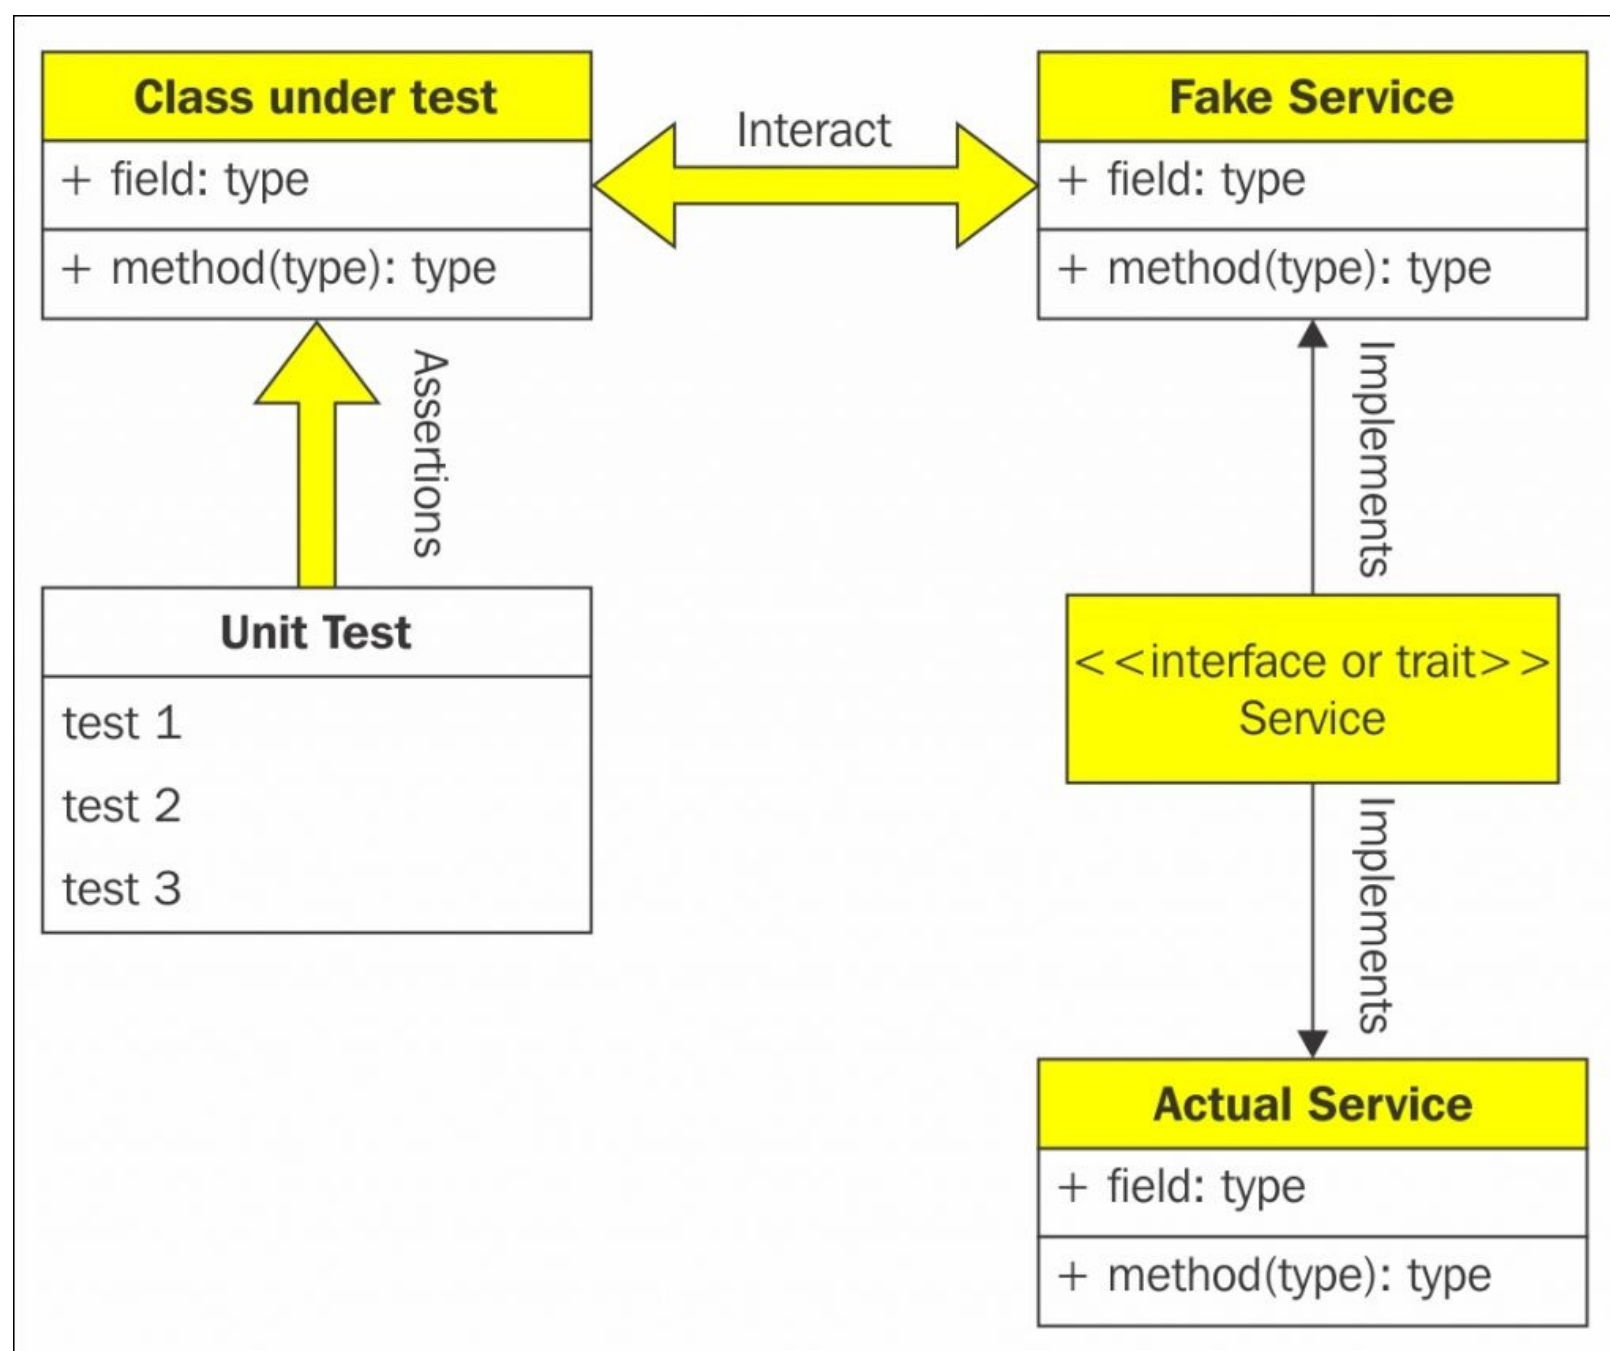 Class under test
+ field: type
+ method(type): type
Interact
Fake Service
+ field: type
+ method(type): type
Assertions
Implements
Unit Test
test 1
test 2
test 3
<<interface or trait>>
Service
Implements
Actual Service
+ field: type
+ method(type): type